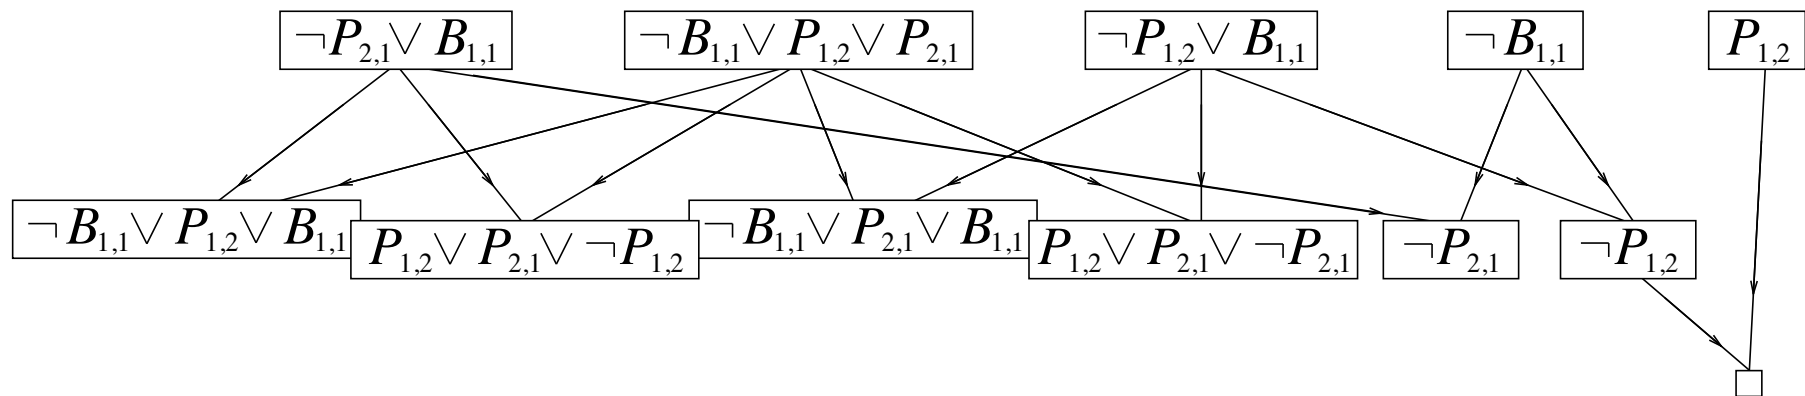 ¬P₂,₁ ∨ B₁,₁ ¬B₁,₁ ∨ P₁,₂ ∨ P₂,₁ ¬P₁,₂ ∨ B₁,₁ ¬B₁,₁ P₁,₂
¬B₁,₁ ∨ P₁,₂ ∨ B₁,₁ P₁,₂ ∨ P₂,₁ ∨ ¬P₁,₂ ¬B₁,₁ ∨ P₂,₁ ∨ B₁,₁ P₁,₂ ∨ P₂,₁ ∨ ¬P₂,₁ ¬P₂,₁ ¬P₁,₂